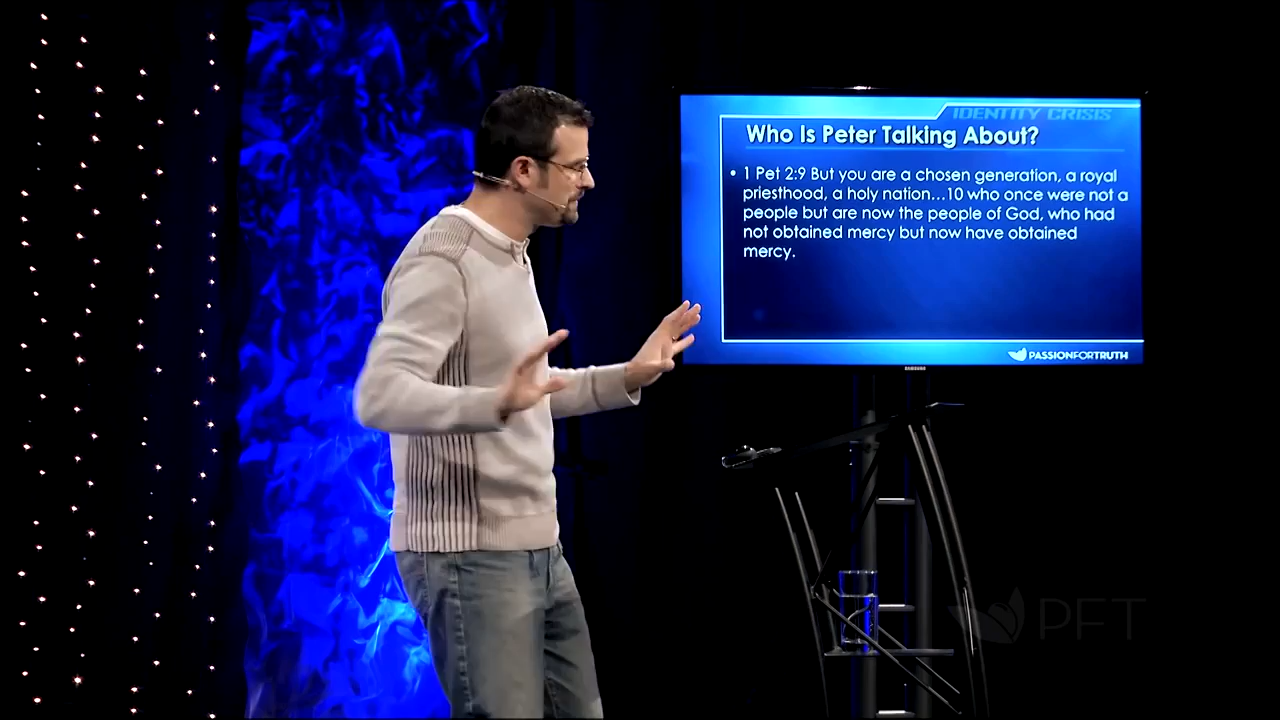 IDENTITY CRISIS
Who Is Peter Talking About?
• 1 Pet 2:9 But you are a chosen generation, a royal
priesthood, a holy nation...10 who once were not a
people but are now the people of God, who had
not obtained mercy but now have obtained
mercy.
PASSIONFORTRUTH
SAMSUNG
PFT